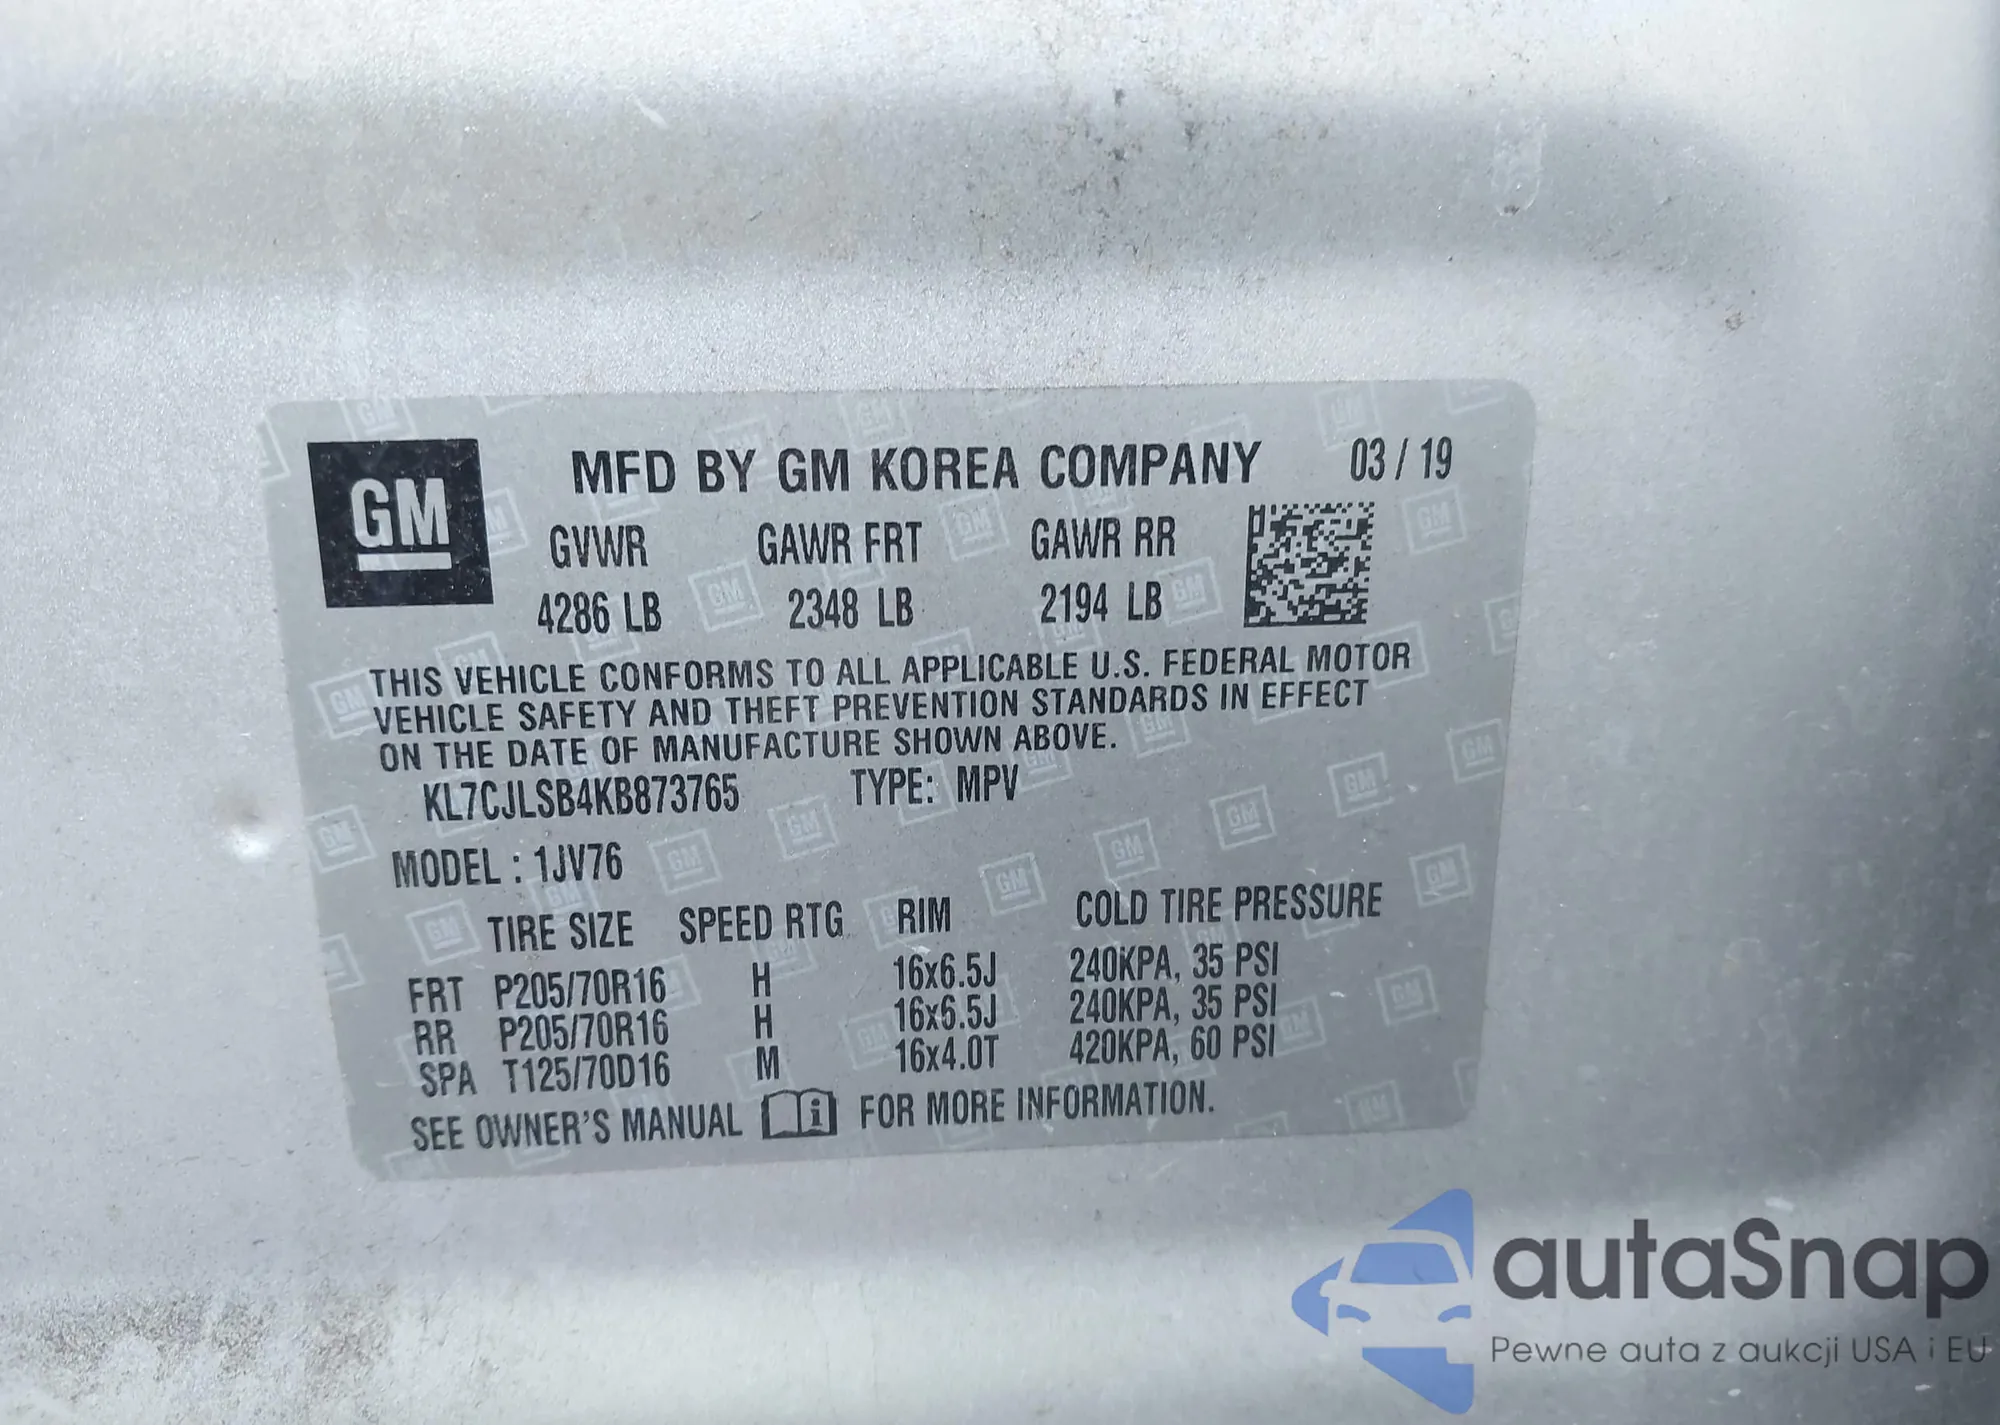 GM MFD BY GM KOREA COMPANY 03 / 19
GVWR GAWR FRT GAWR RR
4286 LB 2348 LB 2194 LB
THIS VEHICLE CONFORMS TO ALL APPLICABLE U.S. FEDERAL MOTOR
VEHICLE SAFETY AND THEFT PREVENTION STANDARDS IN EFFECT
ON THE DATE OF MANUFACTURE SHOWN ABOVE.
KL7CJLSB4KB873765 TYPE: MPV
MODEL : 1JV76
TIRE SIZE SPEED RTG RIM COLD TIRE PRESSURE
FRT P205/70R16 H 16x6.5J 240KPA, 35 PSI
RR P205/70R16 H 16x6.5J 240KPA, 35 PSI
SPA T125/70D16 M 16x4.0T 420KPA, 60 PSI
SEE OWNER'S MANUAL i FOR MORE INFORMATION.
autaSnap
Pewne auta z aukcji USA i EU